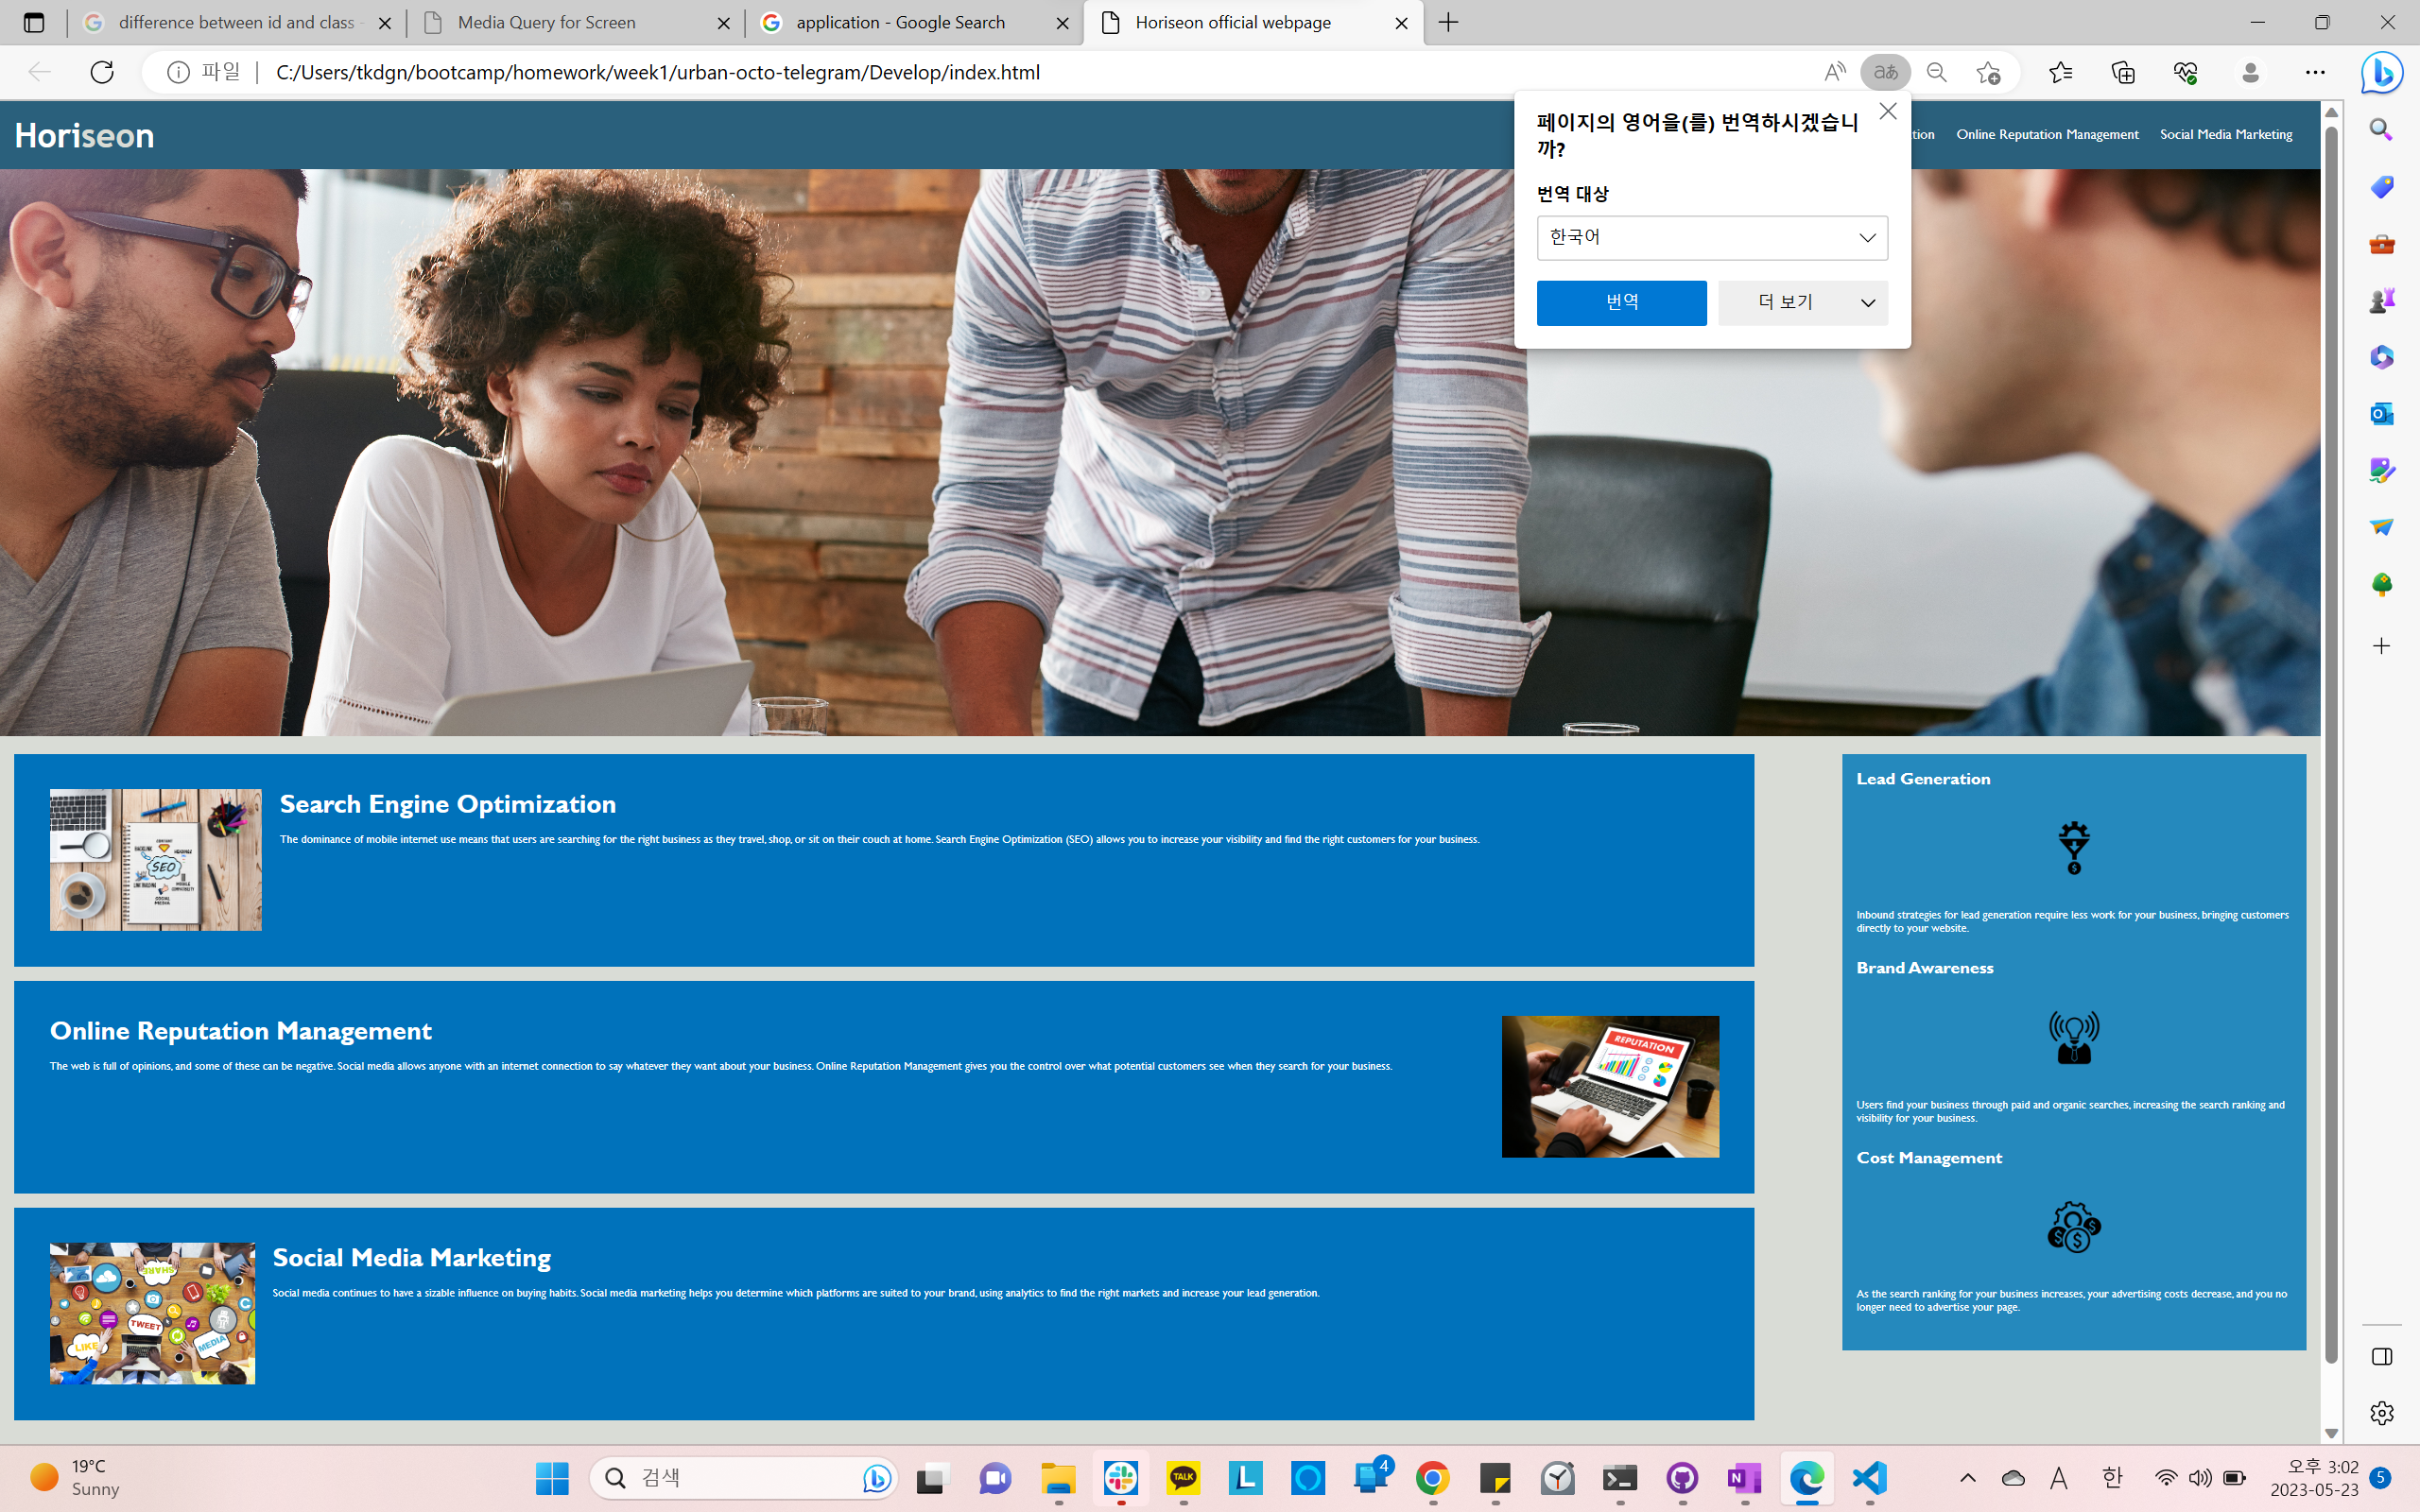 difference between id and class -
Media Query for Screen
application - Google Search
Horiseon official webpage
파일
C:/Users/tkdgn/bootcamp/homework/week1/urban-octo-telegram/Develop/index.html
페이지의 영어을(를) 번역하시겠습니
까?
번역 대상
한국어
번역
더 보기
Horiseon
tion
Online Reputation Management
Social Media Marketing
Search Engine Optimization
The dominance of mobile internet use means that users are searching for the right business as they travel, shop, or sit on their couch at home. Search Engine Optimization (SEO) allows you to increase your visibility and find the right customers for your business.
SEO
Online Reputation Management
The web is full of opinions, and some of these can be negative. Social media allows anyone with an internet connection to say whatever they want about your business. Online Reputation Management gives you the control over what potential customers see when they search for your business.
REPUTATION
Social Media Marketing
Social media continues to have a sizable influence on buying habits. Social media marketing helps you determine which platforms are suited to your brand, using analytics to find the right markets and increase your lead generation.
SHARE
TWEET
LIKE
MEDIA
Lead Generation
Inbound strategies for lead generation require less work for your business, bringing customers
directly to your website.
Brand Awareness
Users find your business through paid and organic searches, increasing the search ranking and
visibility for your business.
Cost Management
As the search ranking for your business increases, your advertising costs decrease, and you no
longer need to advertise your page.
19°C
Sunny
검색
TALK
4
A
한
오후 3:02
2023-05-23
5